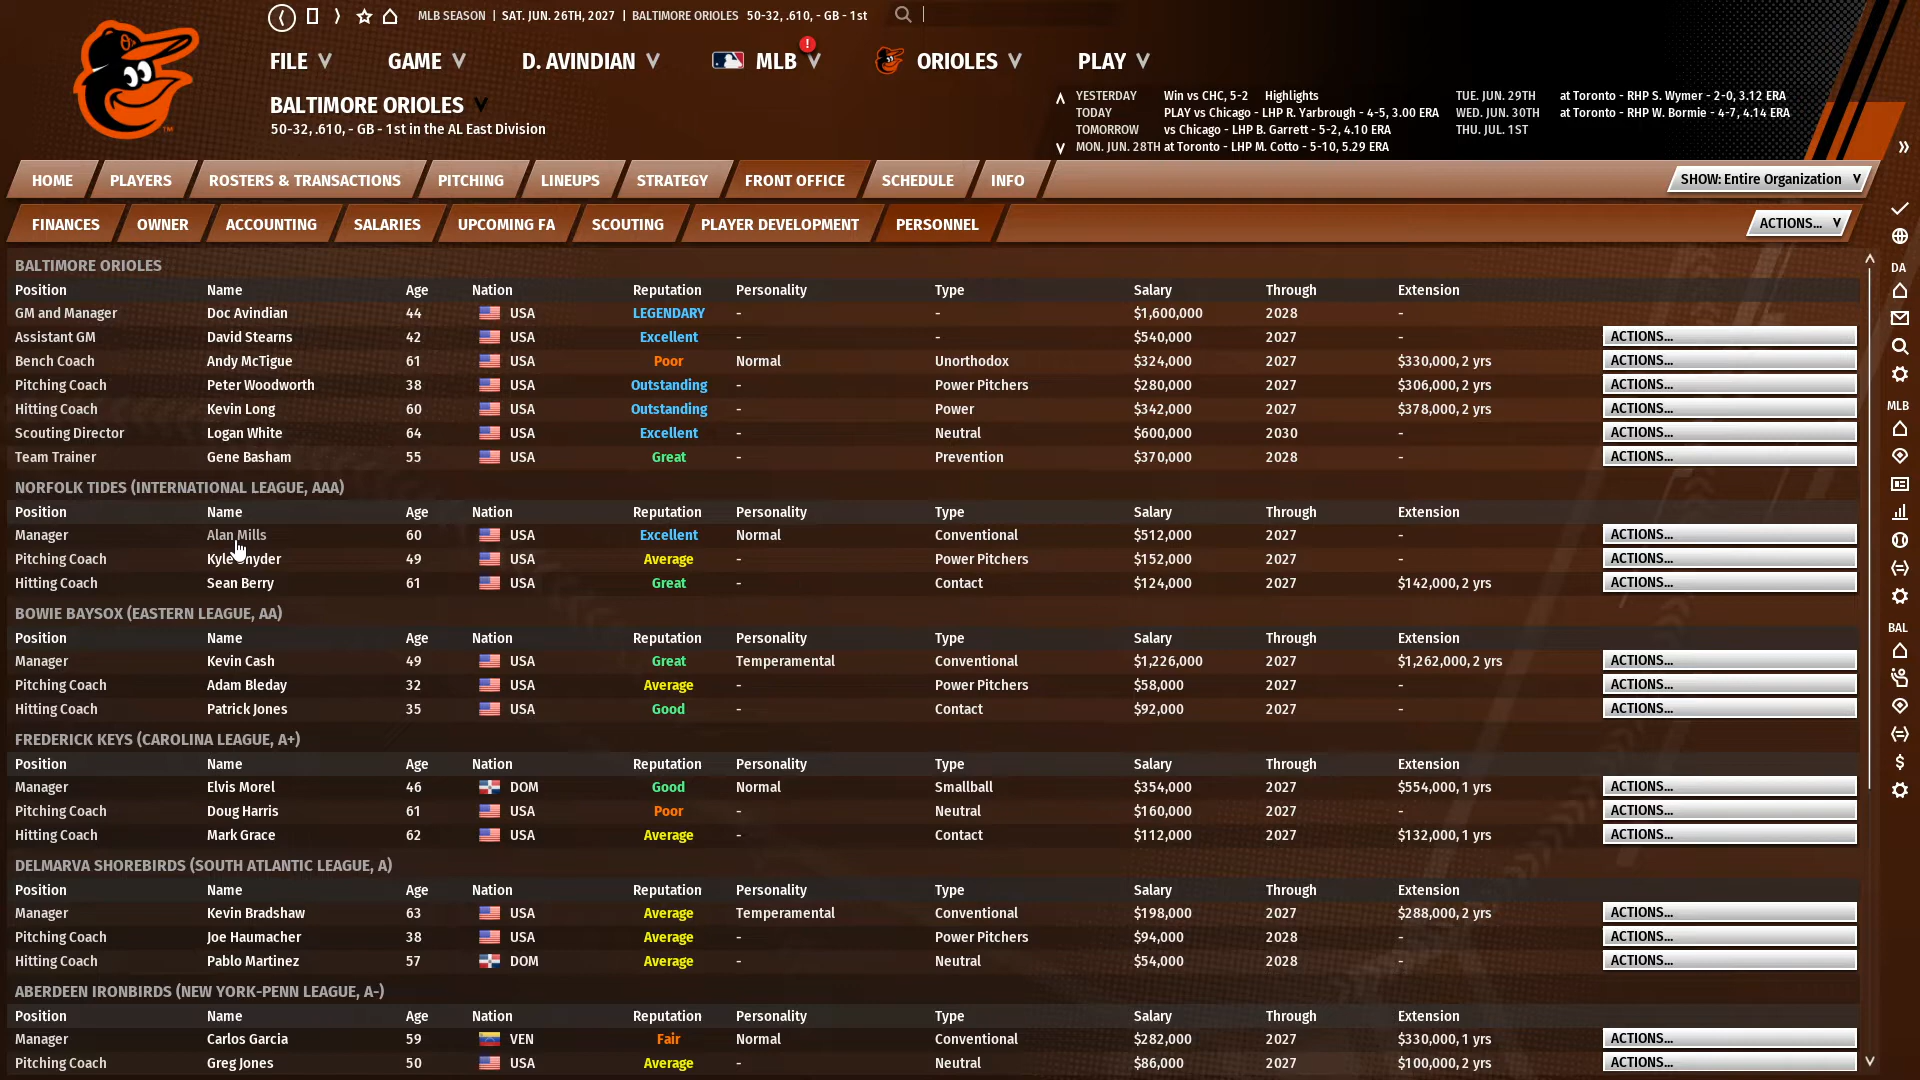 MLB SEASON | SAT. JUN. 26TH, 2027 | BALTIMORE ORIOLES 50-32, .610, - GB - 1st
FILE GAME D. AVINDIAN MLB ! ORIOLES PLAY
BALTIMORE ORIOLES
50-32, .610, - GB - 1st in the AL East Division
YESTERDAY Win vs CHC, 5-2 Highlights TUE. JUN. 29TH at Toronto - RHP S. Wymer - 2-0, 3.12 ERA
TODAY PLAY vs Chicago - LHP R. Yarbrough - 4-5, 3.00 ERA WED. JUN. 30TH at Toronto - RHP W. Bormie - 4-7, 4.14 ERA
TOMORROW vs Chicago - LHP B. Garrett - 5-2, 4.10 ERA THU. JUL. 1ST
MON. JUN. 28TH at Toronto - LHP M. Cotto - 5-10, 5.29 ERA
HOME PLAYERS ROSTERS & TRANSACTIONS PITCHING LINEUPS STRATEGY FRONT OFFICE SCHEDULE INFO SHOW: Entire Organization
FINANCES OWNER ACCOUNTING SALARIES UPCOMING FA SCOUTING PLAYER DEVELOPMENT PERSONNEL ACTIONS...
BALTIMORE ORIOLES
Position Name Age Nation Reputation Personality Type Salary Through Extension
GM and Manager Doc Avindian 44 USA LEGENDARY - - $1,600,000 2028 -
Assistant GM David Stearns 42 USA Excellent - - $540,000 2027 - ACTIONS...
Bench Coach Andy McTigue 61 USA Poor Normal Unorthodox $324,000 2027 $330,000, 2 yrs ACTIONS...
Pitching Coach Peter Woodworth 38 USA Outstanding - Power Pitchers $280,000 2027 $306,000, 2 yrs ACTIONS...
Hitting Coach Kevin Long 60 USA Outstanding - Power $342,000 2027 $378,000, 2 yrs ACTIONS...
Scouting Director Logan White 64 USA Excellent - Neutral $600,000 2030 - ACTIONS...
Team Trainer Gene Basham 55 USA Great - Prevention $370,000 2028 - ACTIONS...
NORFOLK TIDES (INTERNATIONAL LEAGUE, AAA)
Position Name Age Nation Reputation Personality Type Salary Through Extension
Manager Alan Mills 60 USA Excellent Normal Conventional $512,000 2027 - ACTIONS...
Pitching Coach Kyle Snyder 49 USA Average - Power Pitchers $152,000 2027 - ACTIONS...
Hitting Coach Sean Berry 61 USA Great - Contact $124,000 2027 $142,000, 2 yrs ACTIONS...
BOWIE BAYSOX (EASTERN LEAGUE, AA)
Position Name Age Nation Reputation Personality Type Salary Through Extension
Manager Kevin Cash 49 USA Great Temperamental Conventional $1,226,000 2027 $1,262,000, 2 yrs ACTIONS...
Pitching Coach Adam Bleday 32 USA Average - Power Pitchers $58,000 2027 - ACTIONS...
Hitting Coach Patrick Jones 35 USA Good - Contact $92,000 2027 - ACTIONS...
FREDERICK KEYS (CAROLINA LEAGUE, A+)
Position Name Age Nation Reputation Personality Type Salary Through Extension
Manager Elvis Morel 46 DOM Good Normal Smallball $354,000 2027 $554,000, 1 yrs ACTIONS...
Pitching Coach Doug Harris 61 USA Poor - Neutral $160,000 2027 - ACTIONS...
Hitting Coach Mark Grace 62 USA Average - Contact $112,000 2027 $132,000, 1 yrs ACTIONS...
DELMARVA SHOREBIRDS (SOUTH ATLANTIC LEAGUE, A)
Position Name Age Nation Reputation Personality Type Salary Through Extension
Manager Kevin Bradshaw 63 USA Average Temperamental Conventional $198,000 2027 $288,000, 2 yrs ACTIONS...
Pitching Coach Joe Haumacher 38 USA Average - Power Pitchers $94,000 2028 - ACTIONS...
Hitting Coach Pablo Martinez 57 DOM Average - Neutral $54,000 2028 - ACTIONS...
ABERDEEN IRONBIRDS (NEW YORK-PENN LEAGUE, A-)
Position Name Age Nation Reputation Personality Type Salary Through Extension
Manager Carlos Garcia 59 VEN Fair Normal Conventional $282,000 2027 $330,000, 1 yrs ACTIONS...
Pitching Coach Greg Jones 50 USA Average - Neutral $86,000 2027 $100,000, 2 yrs ACTIONS...
DA
MLB
BAL